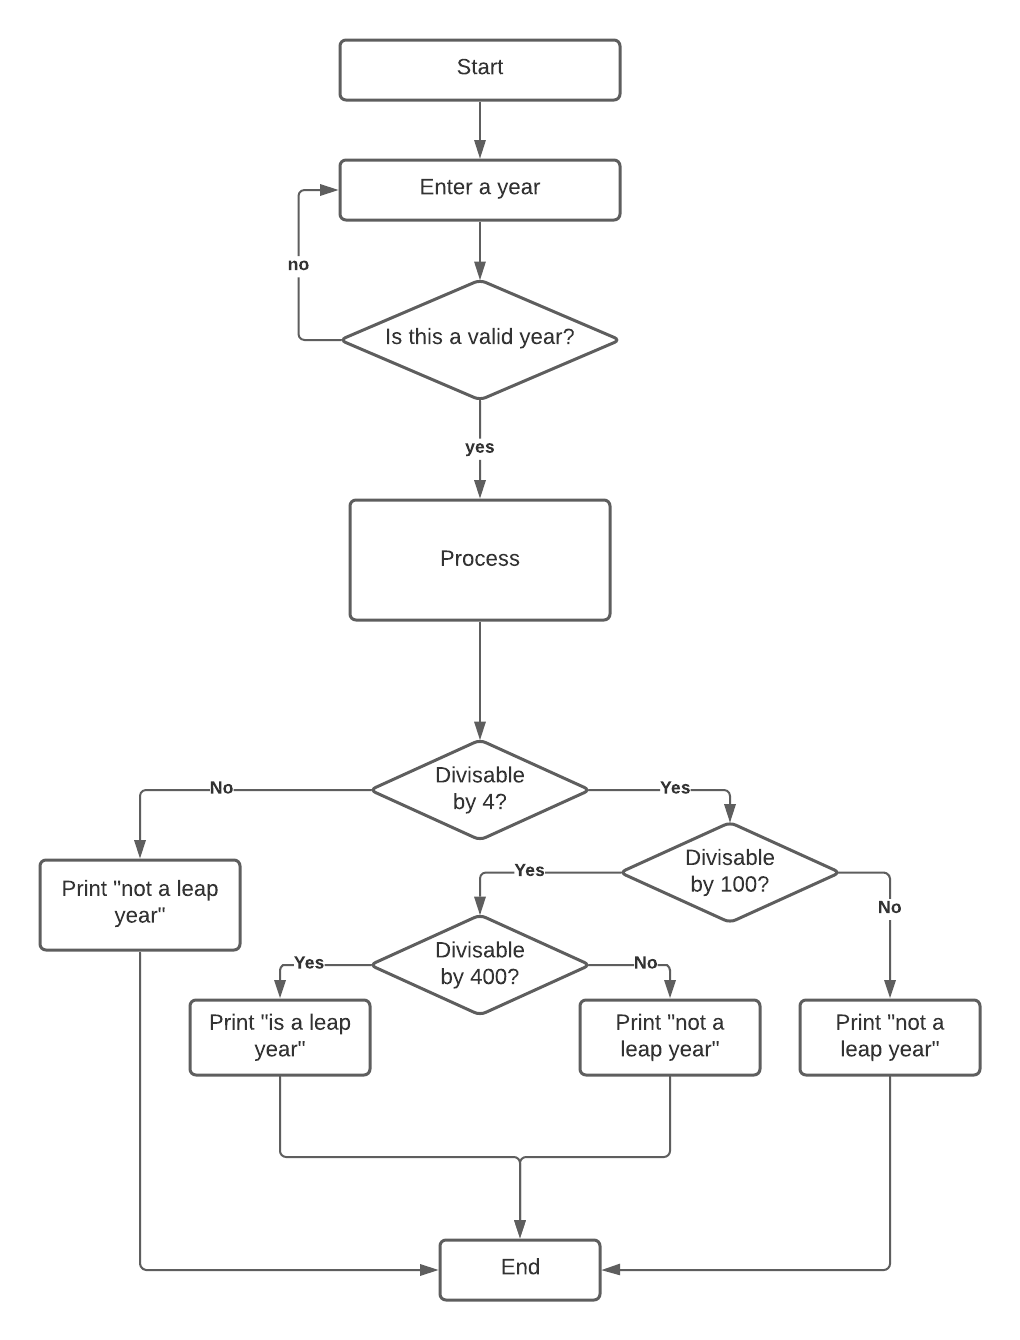 Start
Enter a year
no
Is this a valid year?
yes
Process
Divisable
by 4?
No
Yes
Print "not a leap
year"
Divisable
by 100?
Yes
No
Divisable
by 400?
Yes
No
Print "is a leap
year"
Print "not a
leap year"
Print "not a
leap year"
End